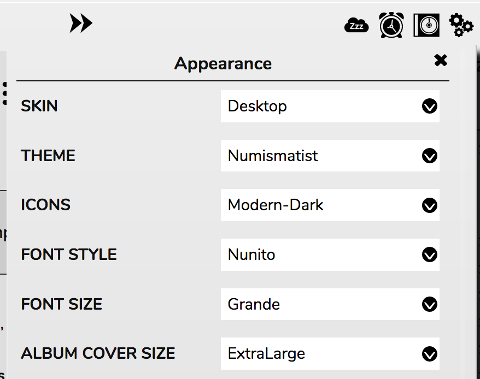 Zzz
Appearance
SKIN Desktop
THEME Numismatist
ICONS Modern-Dark
FONT STYLE Nunito
FONT SIZE Grande
ALBUM COVER SIZE ExtraLarge